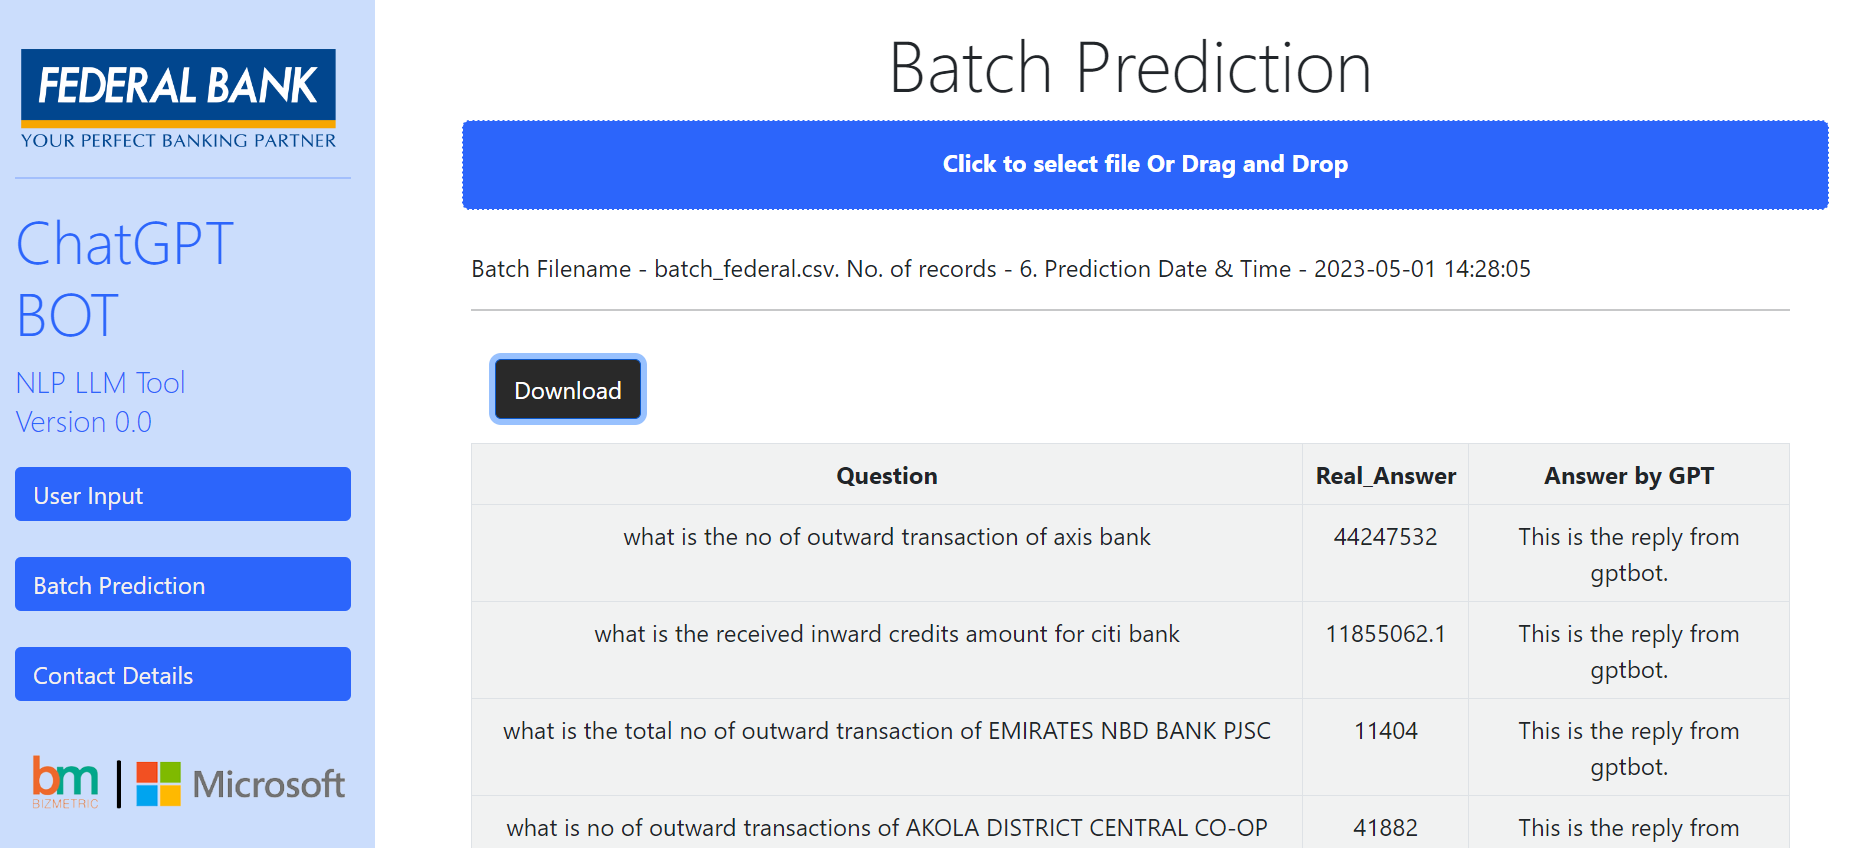 FEDERAL BANK
YOUR PERFECT BANKING PARTNER
ChatGPT
BOT
NLP LLM Tool
Version 0.0
User Input
Batch Prediction
Contact Details
bm
BIZMETRIC
Microsoft
Batch Prediction
Click to select file Or Drag and Drop
Batch Filename - batch_federal.csv. No. of records - 6. Prediction Date & Time - 2023-05-01 14:28:05
Download
Question Real_Answer Answer by GPT
what is the no of outward transaction of axis bank 44247532 This is the reply from
gptbot.
what is the received inward credits amount for citi bank 11855062.1 This is the reply from
gptbot.
what is the total no of outward transaction of EMIRATES NBD BANK PJSC 11404 This is the reply from
gptbot.
what is no of outward transactions of AKOLA DISTRICT CENTRAL CO-OP 41882 This is the reply from